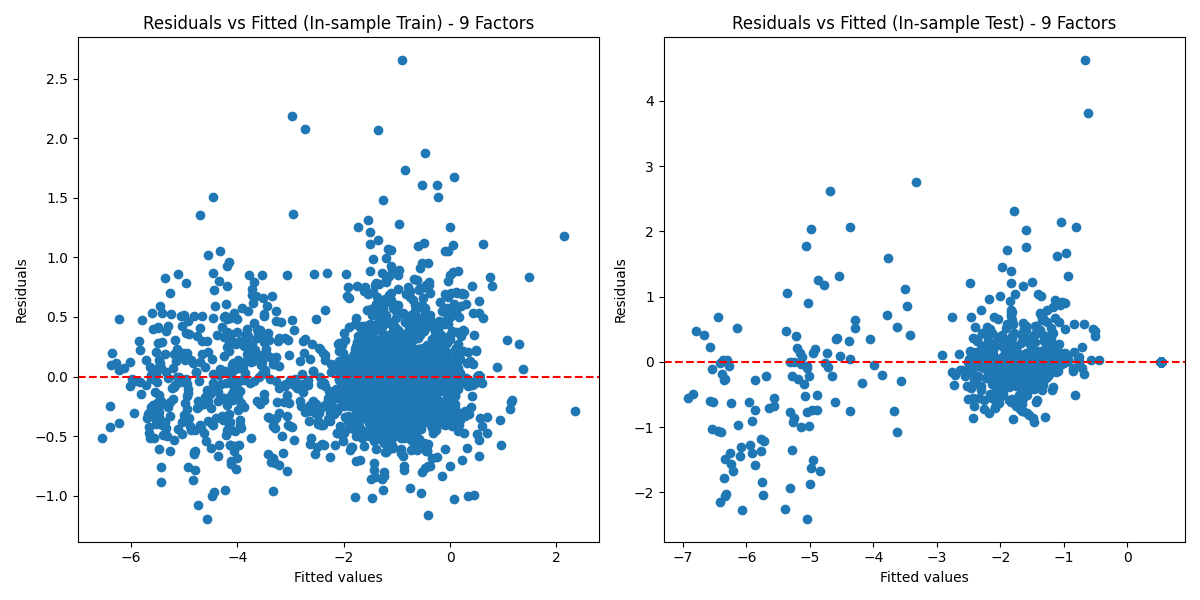 Residuals vs Fitted (In-sample Train) - 9 Factors
Residuals
2.5
2.0
1.5
1.0
0.5
0.0
−0.5
−1.0
−6 −4 −2 0 2
Fitted values
Residuals vs Fitted (In-sample Test) - 9 Factors
Residuals
4
3
2
1
0
−1
−2
−7 −6 −5 −4 −3 −2 −1 0
Fitted values